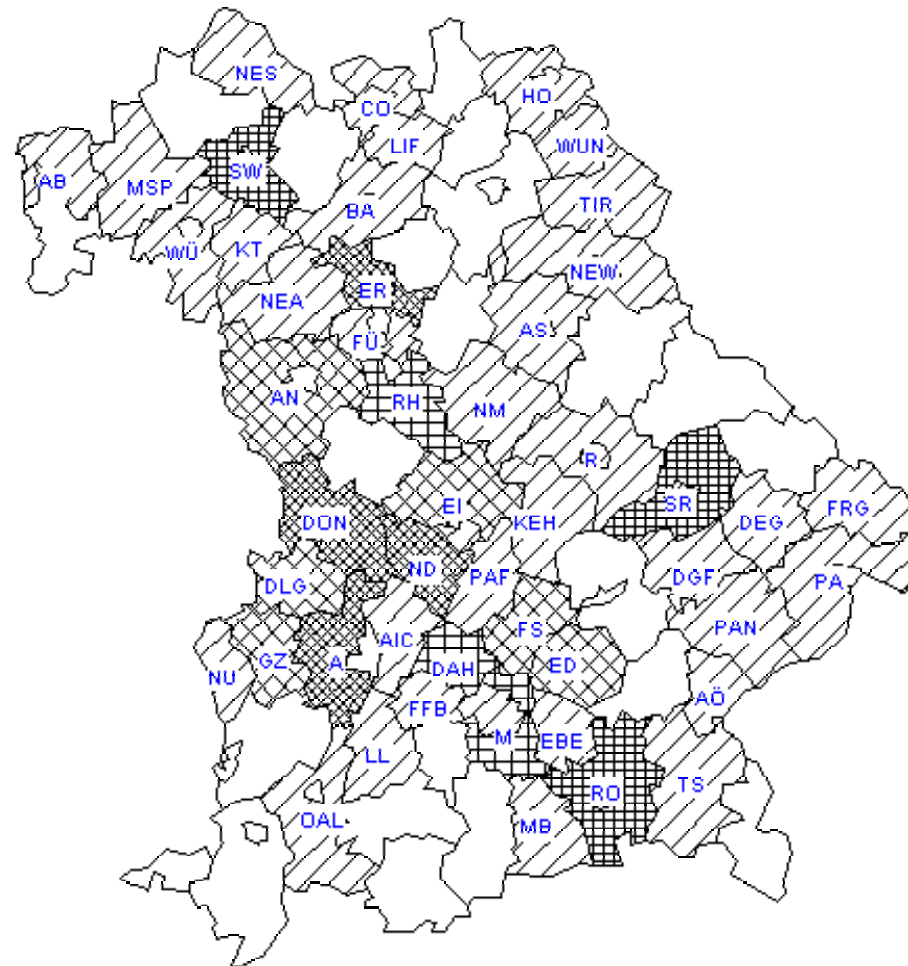 NES
HO
CO
LIF
WUN
SW
AB
MSP
TIR
BA
WÜ
KT
NEW
ER
NEA
AS
FÜ
AN
RH
NM
R
SR
EI
DON
KEH
DEG
FRG
ND
PAF
DGF
PA
DLG
FS
PAN
AIC
A
GZ
DAH
ED
NU
AÖ
FFB
M
EBE
LL
TS
RO
OAL
MB